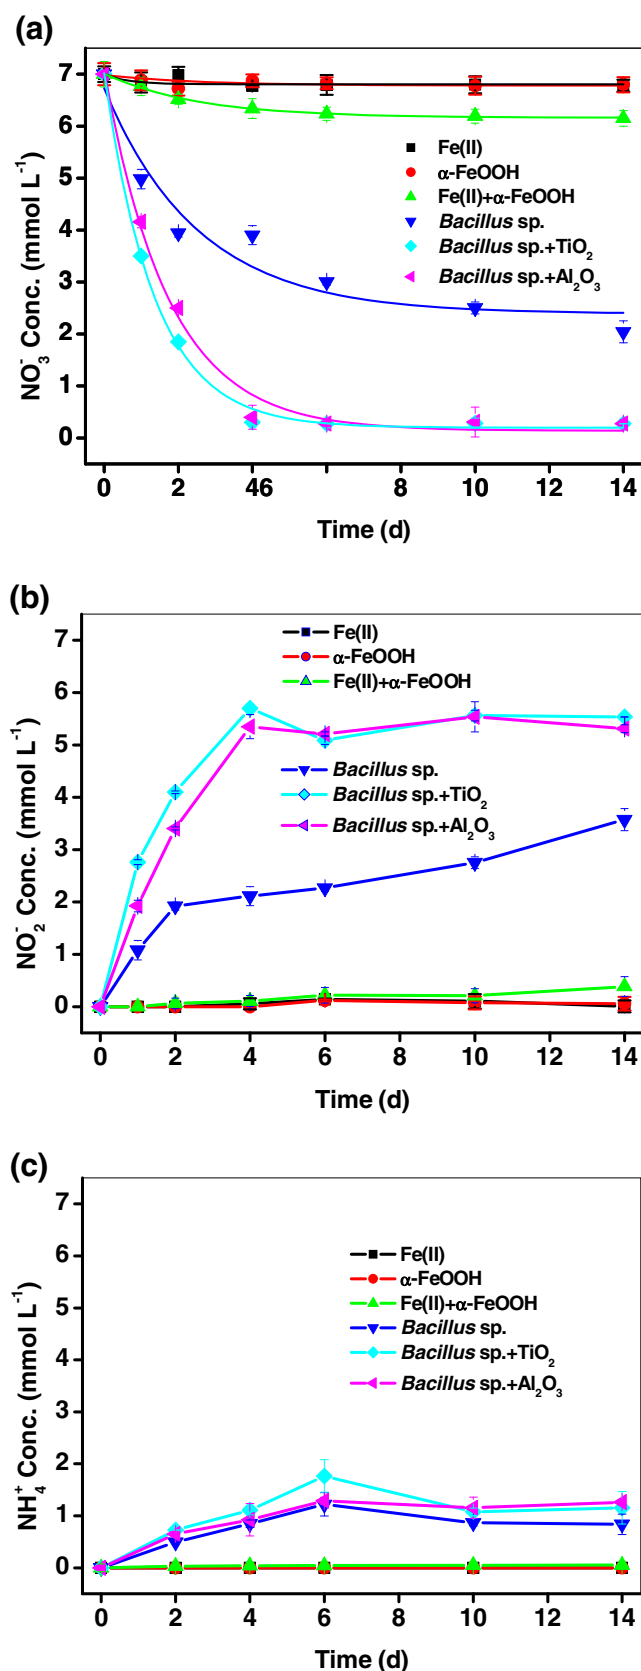 (a)
7
6
5
4
3
2
1
0
NO₃⁻ Conc. (mmol L⁻¹)
Fe(II)
α-FeOOH
Fe(II)+α-FeOOH
Bacillus sp.
Bacillus sp.+TiO₂
Bacillus sp.+Al₂O₃
0 2 46 8 10 12 14
Time (d)
(b)
7
6
5
4
3
2
1
0
NO₂⁻ Conc. (mmol L⁻¹)
Fe(II)
α-FeOOH
Fe(II)+α-FeOOH
Bacillus sp.
Bacillus sp.+TiO₂
Bacillus sp.+Al₂O₃
0 2 4 6 8 10 12 14
Time (d)
(c)
7
6
5
4
3
2
1
0
NH₄⁺ Conc. (mmol L⁻¹)
Fe(II)
α-FeOOH
Fe(II)+α-FeOOH
Bacillus sp.
Bacillus sp.+TiO₂
Bacillus sp.+Al₂O₃
0 2 4 6 8 10 12 14
Time (d)